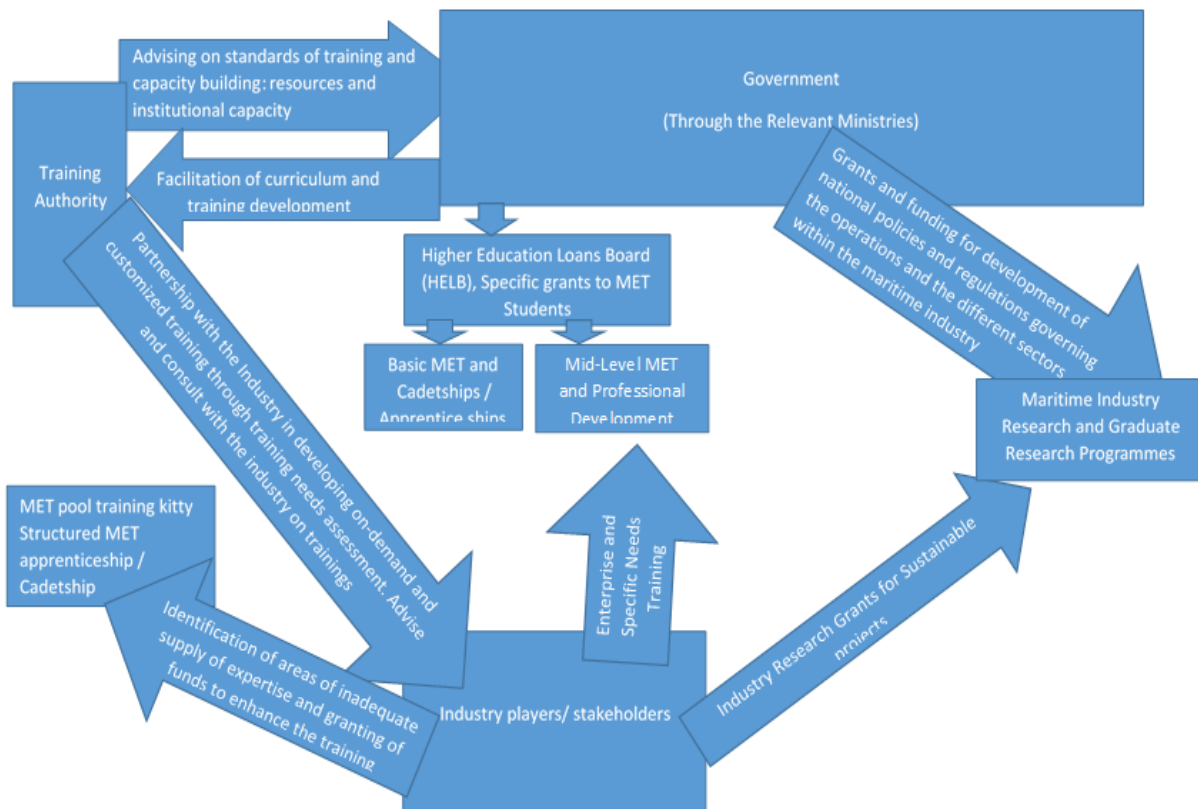 Advising on standards of training and
capacity building: resources and
institutional capacity
Government
(Through the Relevant Ministries)
Training
Authority
Facilitation of curriculum and
training development
Grants and funding for development of
national policies and regulations governing
the operations and the different sectors
within the maritime industry
Higher Education Loans Board
(HELB), Specific grants to MET
Students
Basic MET and
Cadetships /
Apprentice ships
Mid-Level MET
and Professional
Development
Partnership with the Industry in developing on-demand and
customized training through training needs assessment. Advise
and consult with the industry on trainings
Maritime Industry
Research and Graduate
Research Programmes
MET pool training kitty
Structured MET
apprenticeship /
Cadetship
Enterprise and
Specific Needs
Training
Industry Research Grants for Sustainable
projects
Identification of areas of inadequate
supply of expertise and granting of
funds to enhance the training
Industry players/ stakeholders